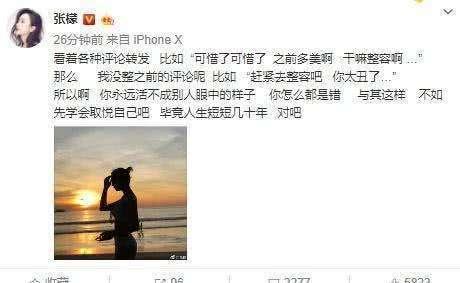 张檬
26分钟前 来自 iPhone X
看着各种评论转发 比如“可惜了可惜了 之前多美啊 干嘛整容啊 ...”
那么 我没整之前的评论呢 比如 “赶紧去整容吧 你太丑了...”
所以啊 你永远活不成别人眼中的样子 你怎么都是错 与其这样 不如
先学会取悦自己吧 毕竟人生短短几十年 对吧
收藏 96 2277 5823